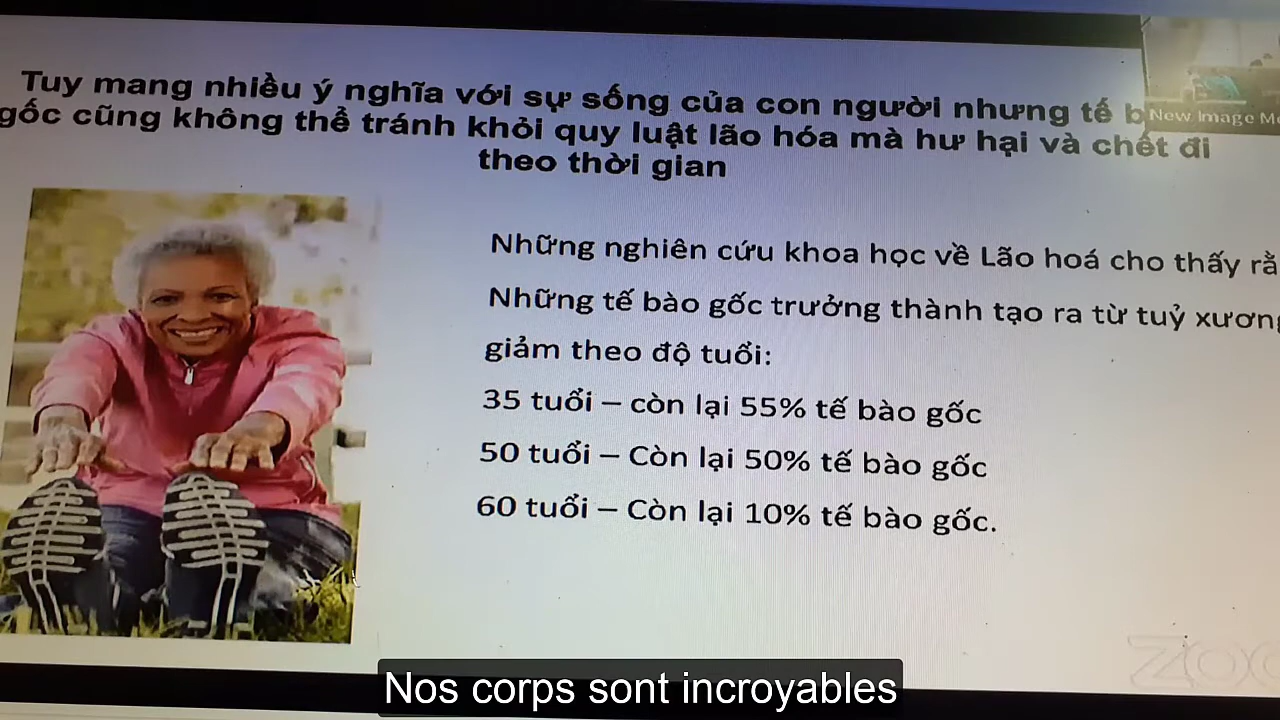 Tuy mang nhiều ý nghĩa với sự sống của con người nhưng tế
gốc cũng không thể tránh khỏi quy luật lão hóa mà hư hại và chết đi
theo thời gian
New Image
Những nghiên cứu khoa học về Lão hoá cho thấy
Những tế bào gốc trưởng thành tạo ra từ tuỷ xương
giảm theo độ tuổi:
35 tuổi – còn lại 55% tế bào gốc
50 tuổi – Còn lại 50% tế bào gốc
60 tuổi – Còn lại 10% tế bào gốc.
Nos corps sont incroyables